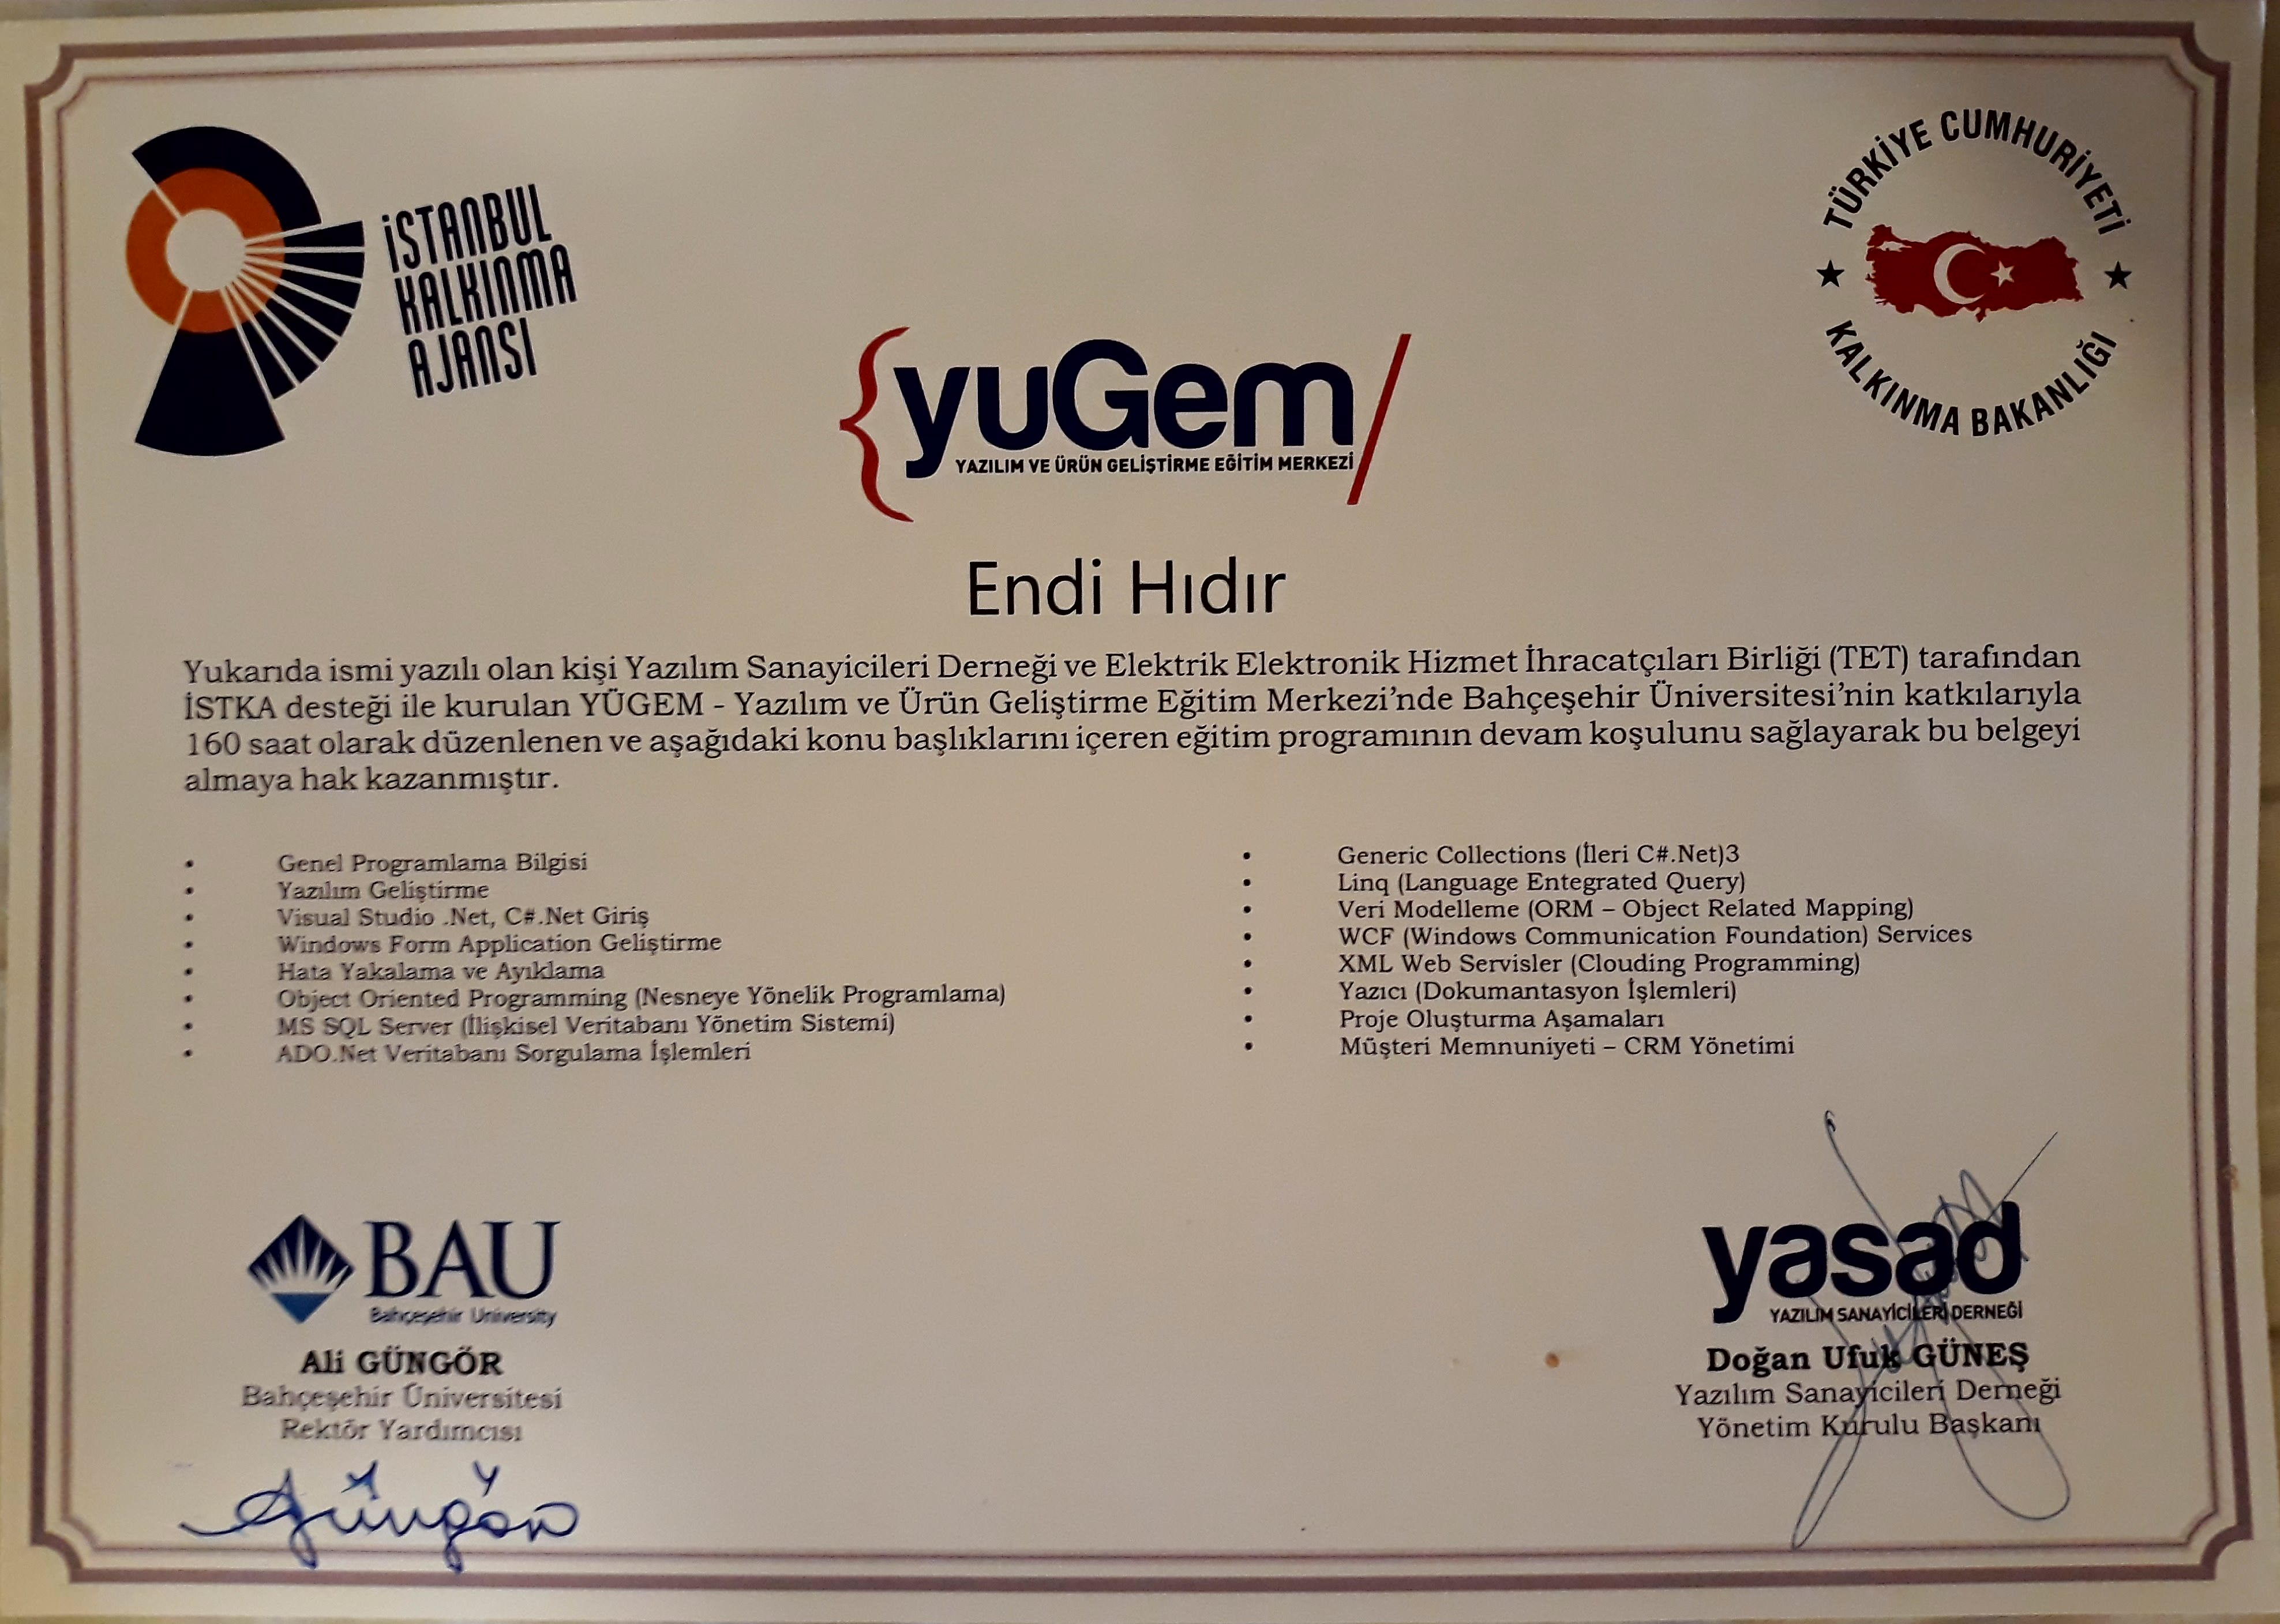 İSTANBUL
KALKINMA
AJANSI
TÜRKİYE CUMHURİYETİ
KALKINMA BAKANLIĞI
{yuGem/
YAZILIM VE ÜRÜN GELİŞTİRME EĞİTİM MERKEZİ
Endi Hıdır
Yukarıda ismi yazılı olan kişi Yazılım Sanayicileri Derneği ve Elektrik Elektronik Hizmet İhracatçıları Birliği (TET) tarafından
İSTKA desteği ile kurulan YÜGEM - Yazılım ve Ürün Geliştirme Eğitim Merkezi’nde Bahçeşehir Üniversitesi’nin katkılarıyla
160 saat olarak düzenlenen ve aşağıdaki konu başlıklarını içeren eğitim programının devam koşulunu sağlayarak bu belgeyi
almaya hak kazanmıştır.
• Genel Programlama Bilgisi
• Yazılım Geliştirme
• Visual Studio .Net, C#.Net Giriş
• Windows Form Application Geliştirme
• Hata Yakalama ve Ayıklama
• Object Oriented Programming (Nesneye Yönelik Programlama)
• MS SQL Server (İlişkisel Veritabanı Yönetim Sistemi)
• ADO.Net Veritabanı Sorgulama İşlemleri
• Generic Collections (İleri C#.Net)3
• Linq (Language Entegrated Query)
• Veri Modelleme (ORM – Object Related Mapping)
• WCF (Windows Communication Foundation) Services
• XML Web Servisler (Clouding Programming)
• Yazıcı (Dokumantasyon İşlemleri)
• Proje Oluşturma Aşamaları
• Müşteri Memnuniyeti – CRM Yönetimi
BAU
Bahçeşehir University
Ali GÜNGÖR
Bahçeşehir Üniversitesi
Rektör Yardımcısı
Güngör
yasad
YAZILIM SANAYİCİLERİ DERNEĞİ
Doğan Ufuk GÜNEŞ
Yazılım Sanayicileri Derneği
Yönetim Kurulu Başkanı